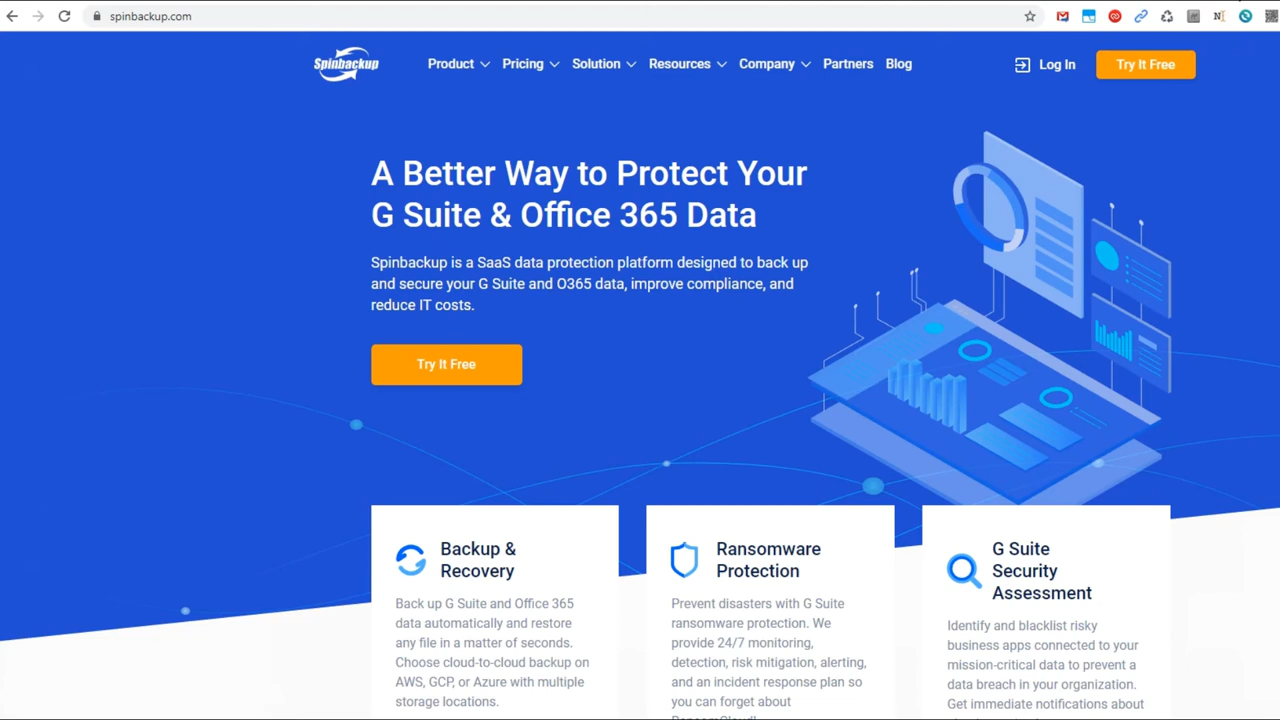 spinbackup.com
Spinbackup
Product Pricing Solution Resources Company Partners Blog Log In Try It Free
A Better Way to Protect Your
G Suite & Office 365 Data
Spinbackup is a SaaS data protection platform designed to back up
and secure your G Suite and O365 data, improve compliance, and
reduce IT costs.
Try It Free
Backup &
Recovery
Back up G Suite and Office 365
data automatically and restore
any file in a matter of seconds.
Choose cloud-to-cloud backup on
AWS, GCP, or Azure with multiple
storage locations.
Ransomware
Protection
Prevent disasters with G Suite
ransomware protection. We
provide 24/7 monitoring,
detection, risk mitigation, alerting,
and an incident response plan so
you can forget about
RansomCloud!
G Suite
Security
Assessment
Identify and blacklist risky
business apps connected to your
mission-critical data to prevent a
data breach in your organization.
Get immediate notifications about